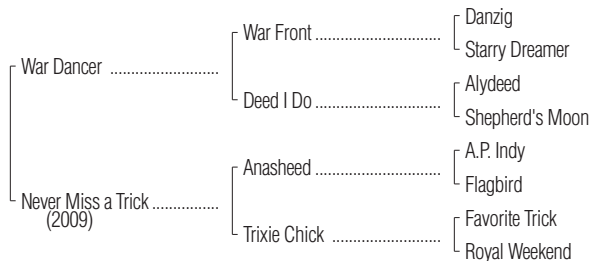 Danzig
War Front ..............................
Starry Dreamer
War Dancer ..........................
Alydeed
Deed I Do ..............................
Shepherd's Moon
A.P. Indy
Anasheed ..............................
Flagbird
Never Miss a Trick ................
(2009)
Favorite Trick
Trixie Chick ..........................
Royal Weekend